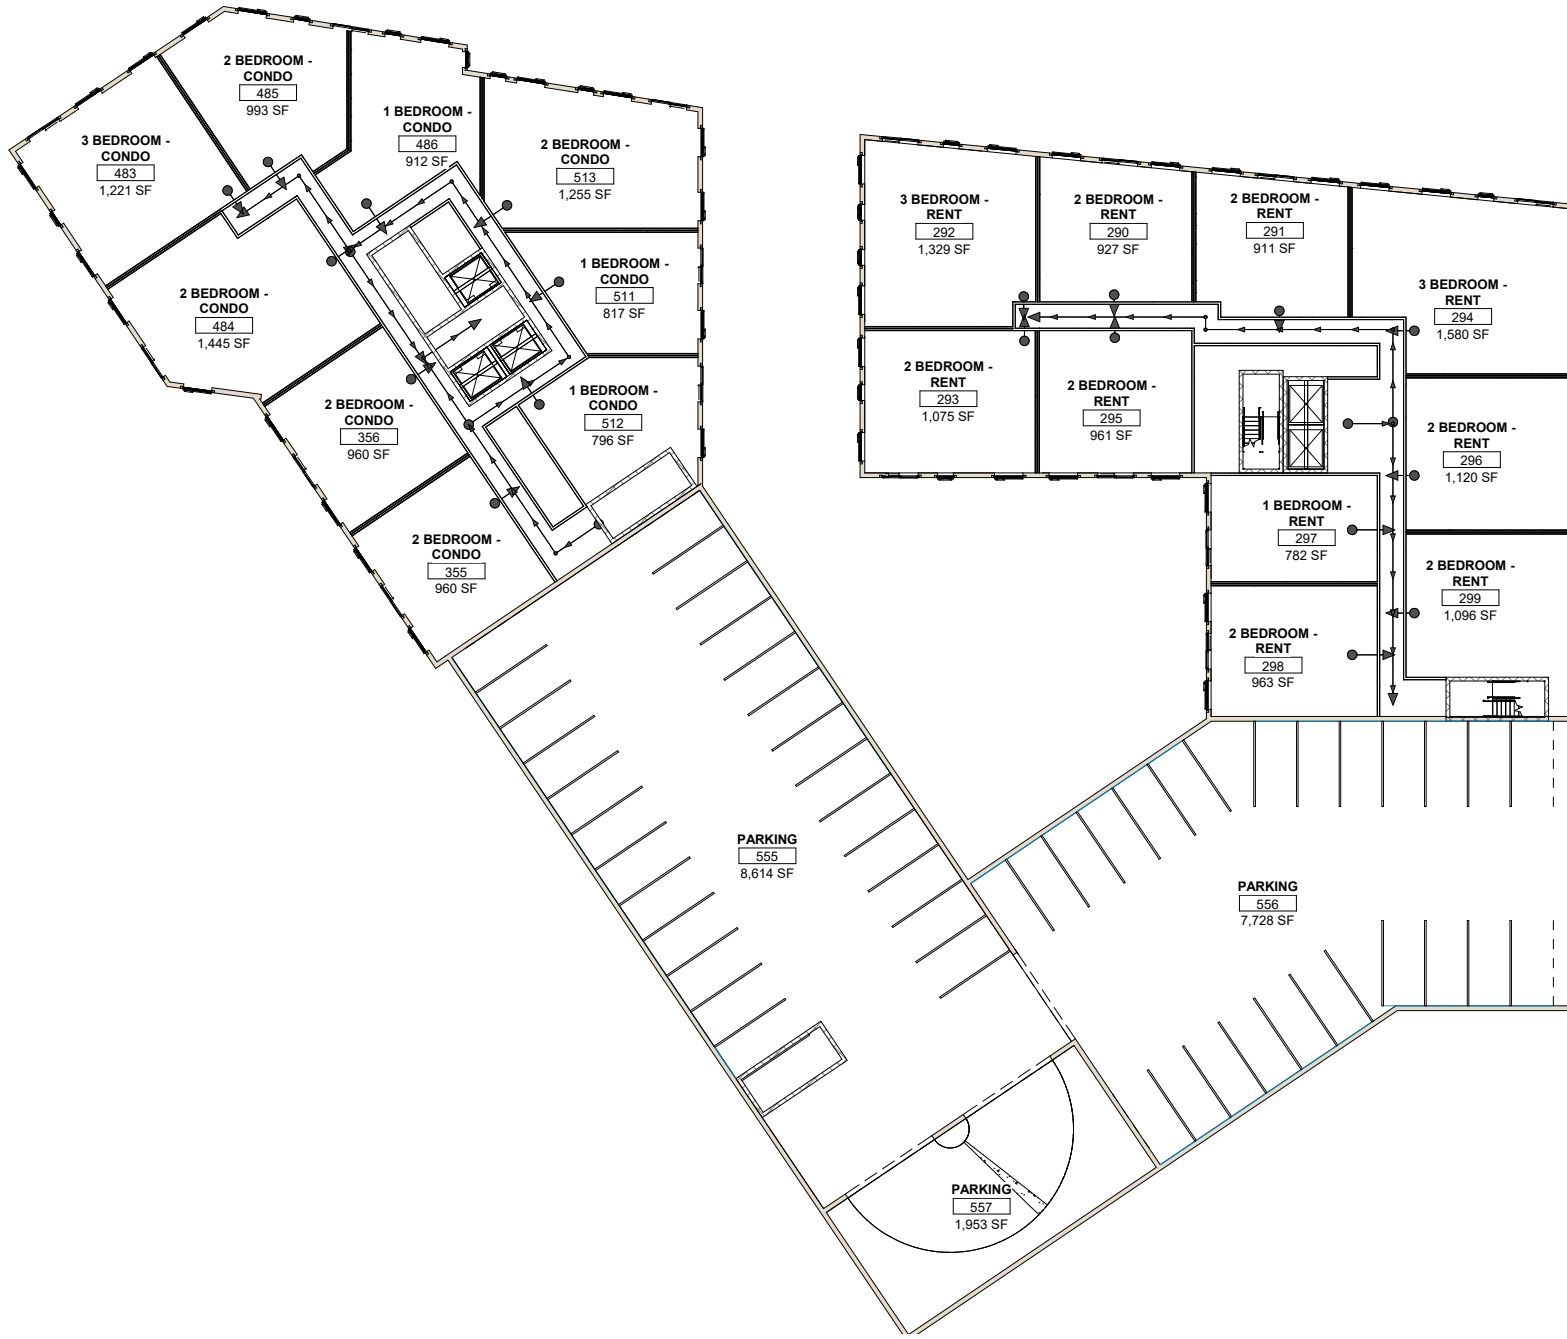 2 BEDROOM -
CONDO
485
993 SF
1 BEDROOM -
CONDO
486
912 SF
3 BEDROOM -
CONDO
483
1,221 SF
2 BEDROOM -
CONDO
513
1,255 SF
1 BEDROOM -
CONDO
511
817 SF
2 BEDROOM -
CONDO
484
1,445 SF
1 BEDROOM -
CONDO
512
796 SF
2 BEDROOM -
CONDO
356
960 SF
2 BEDROOM -
CONDO
355
960 SF
3 BEDROOM -
RENT
292
1,329 SF
2 BEDROOM -
RENT
290
927 SF
2 BEDROOM -
RENT
291
911 SF
3 BEDROOM -
RENT
294
1,580 SF
2 BEDROOM -
RENT
293
1,075 SF
2 BEDROOM -
RENT
295
961 SF
2 BEDROOM -
RENT
296
1,120 SF
1 BEDROOM -
RENT
297
782 SF
2 BEDROOM -
RENT
299
1,096 SF
2 BEDROOM -
RENT
298
963 SF
PARKING
555
8,614 SF
PARKING
556
7,728 SF
PARKING
557
1,953 SF